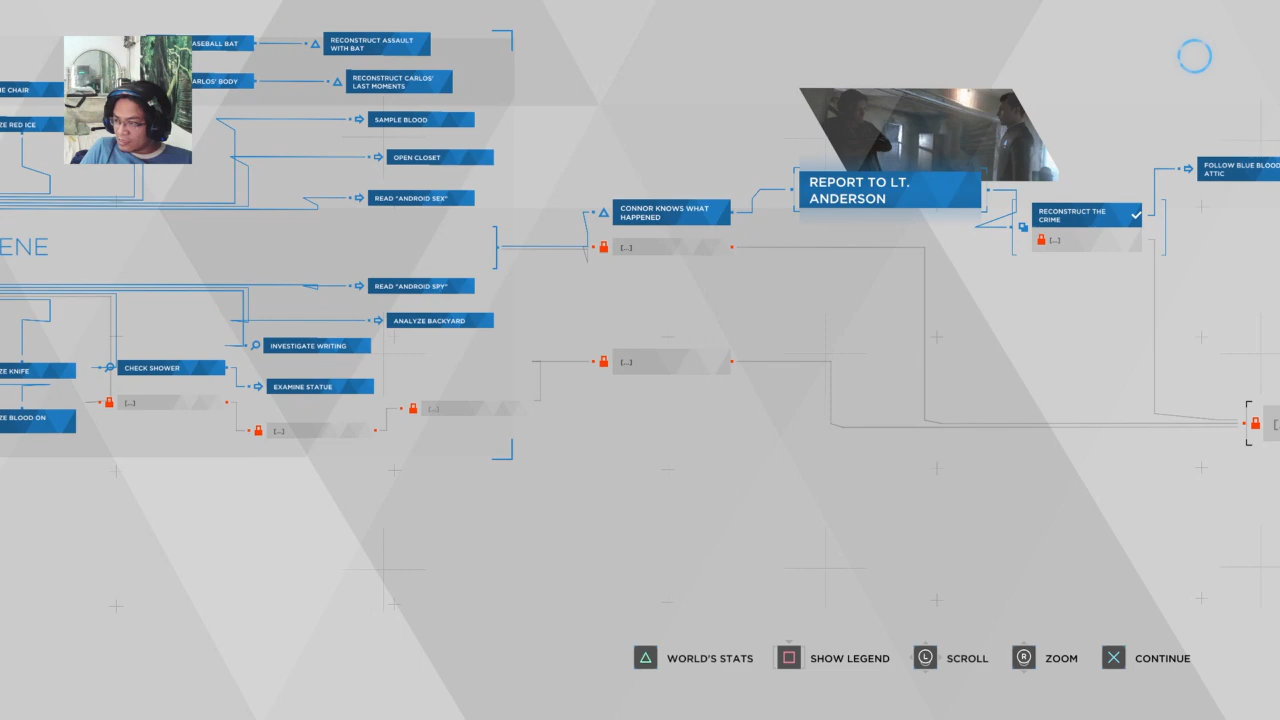 ASEBALL BAT
RECONSTRUCT ASSAULT
WITH BAT
ARLOS' BODY
RECONSTRUCT CARLOS'
LAST MOMENTS
E CHAIR
ZE RED ICE
SAMPLE BLOOD
OPEN CLOSET
READ "ANDROID SEX"
REPORT TO LT.
ANDERSON
FOLLOW BLUE BLOOD
ATTIC
CONNOR KNOWS WHAT
HAPPENED
RECONSTRUCT THE
CRIME
[...]
[...]
ENE
READ "ANDROID SPY"
ANALYZE BACKYARD
INVESTIGATE WRITING
[...]
ZE KNIFE
CHECK SHOWER
EXAMINE STATUE
[...]
[...]
ZE BLOOD ON
[...]
[
WORLD'S STATS
SHOW LEGEND
L
SCROLL
R
ZOOM
CONTINUE